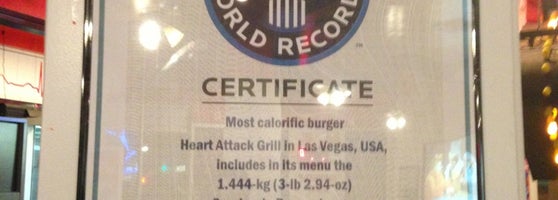 WORLD RECORD
CERTIFICATE
Most calorific burger
Heart Attack Grill in Las Vegas, USA,
includes in its menu the
1.444-kg (3-lb 2.94-oz)